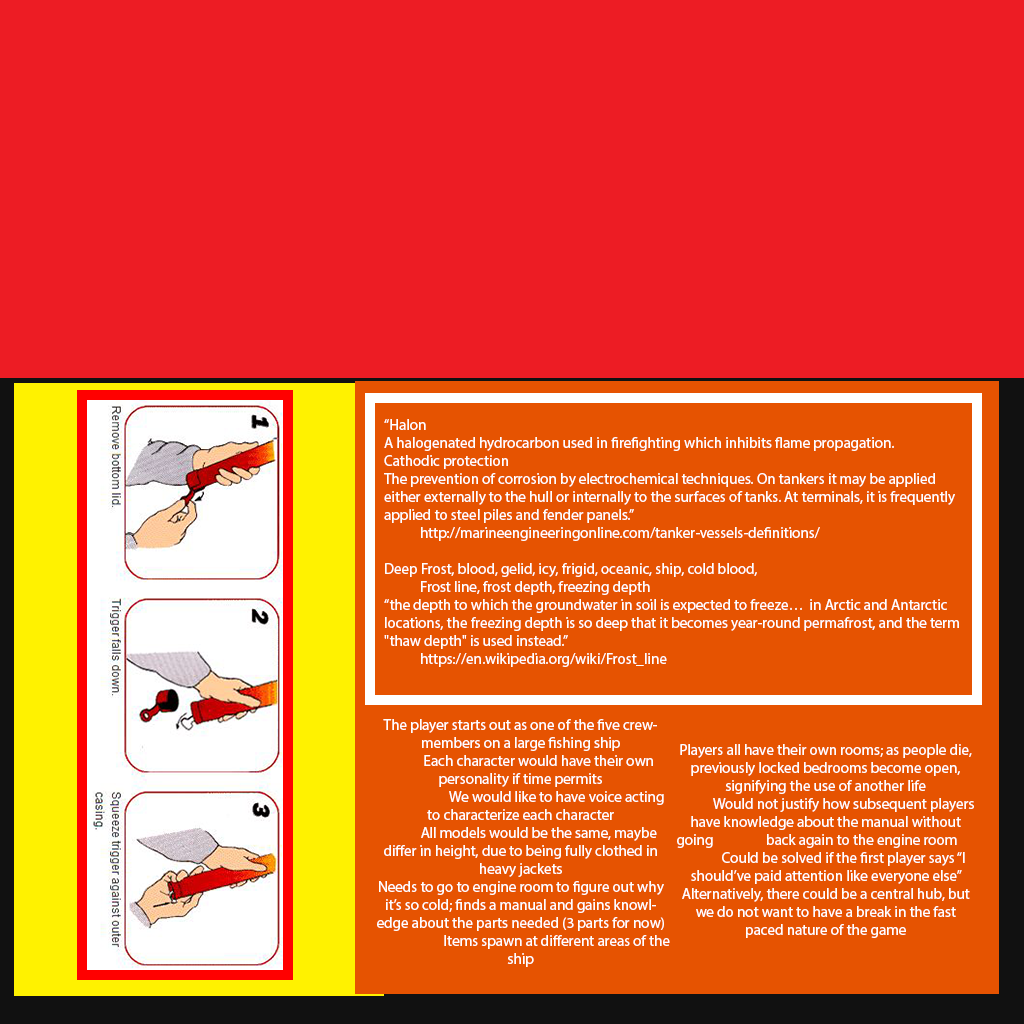 1
Remove bottom lid.
2
Trigger falls down.
3
Squeeze trigger against outer
casing.
“Halon
A halogenated hydrocarbon used in firefighting which inhibits flame propagation.
Cathodic protection
The prevention of corrosion by electrochemical techniques. On tankers it may be applied
either externally to the hull or internally to the surfaces of tanks. At terminals, it is frequently
applied to steel piles and fender panels.”
http://marineengineeringonline.com/tanker-vessels-definitions/
Deep Frost, blood, gelid, icy, frigid, oceanic, ship, cold blood,
Frost line, frost depth, freezing depth
“the depth to which the groundwater in soil is expected to freeze… in Arctic and Antarctic
locations, the freezing depth is so deep that it becomes year-round permafrost, and the term
"thaw depth" is used instead.”
https://en.wikipedia.org/wiki/Frost_line
The player starts out as one of the five crew-
members on a large fishing ship
Each character would have their own
personality if time permits
We would like to have voice acting
to characterize each character
All models would be the same, maybe
differ in height, due to being fully clothed in
heavy jackets
Needs to go to engine room to figure out why
it’s so cold; finds a manual and gains knowl-
edge about the parts needed (3 parts for now)
Items spawn at different areas of the
ship
Players all have their own rooms; as people die,
previously locked bedrooms become open,
signifying the use of another life
Would not justify how subsequent players
have knowledge about the manual without
going back again to the engine room
Could be solved if the first player says “I
should’ve paid attention like everyone else”
Alternatively, there could be a central hub, but
we do not want to have a break in the fast
paced nature of the game